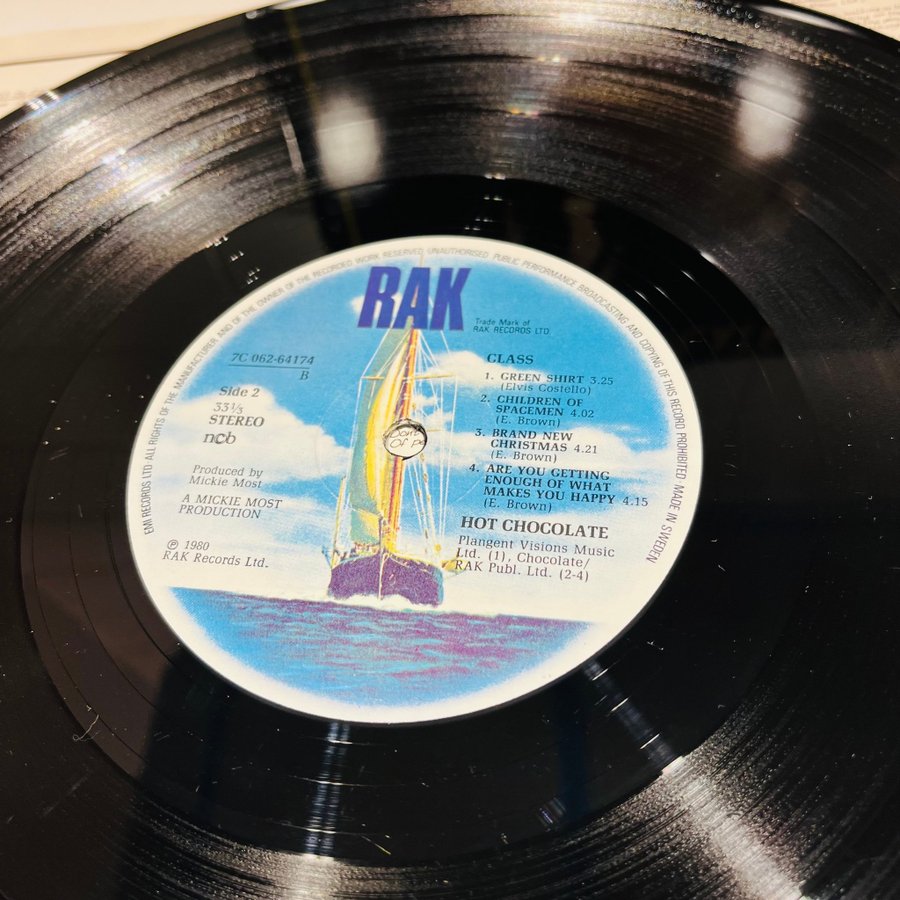 EMI RECORDS LTD ALL RIGHTS OF THE MANUFACTURER AND OF THE OWNER OF THE RECORDED WORK RESERVED UNAUTHORISED PUBLIC PERFORMANCE BROADCASTING AND COPYING OF THIS RECORD PROHIBITED MADE IN SWEDEN
RAK
Trade Mark of
RAK RECORDS LTD
7C 062-64174
B
Side 2
33⅓
STEREO
ncb
Produced by
Mickie Most
A MICKIE MOST
PRODUCTION
℗ 1980
RAK Records Ltd.
CLASS
1. GREEN SHIRT 3.25
(Elvis Costello)
2. CHILDREN OF
SPACEMEN 4.02
(E. Brown)
3. BRAND NEW
CHRISTMAS 4.21
(E. Brown)
4. ARE YOU GETTING
ENOUGH OF WHAT
MAKES YOU HAPPY 4.15
(E. Brown)
HOT CHOCOLATE
Plangent Visions Music
Ltd. (1), Chocolate/
RAK Publ. Ltd. (2-4)